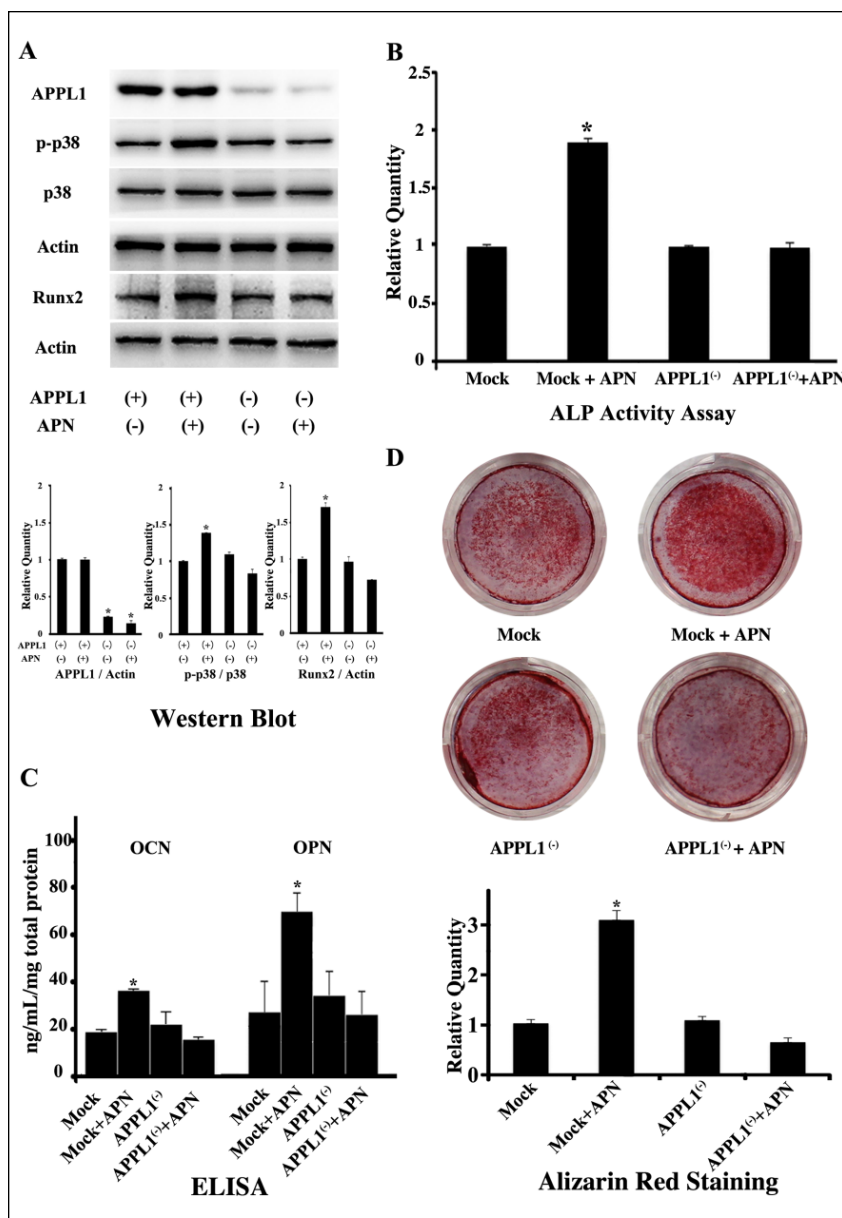 A
APPL1
p-p38
p38
Actin
Runx2
Actin
APPL1 (+) (+) (-) (-)
APN (-) (+) (-) (+)
Relative Quantity
2
1.5
1
0.5
0
* *
Relative Quantity
2
1.5
1
0.5
0
*
Relative Quantity
2
1.5
1
0.5
0
*
APPL1 (+) (+) (-) (-) (+) (+) (-) (-) (+) (+) (-) (-)
APN (-) (+) (-) (+) (-) (+) (-) (+) (-) (+) (-) (+)
APPL1 / Actin p-p38 / p38 Runx2 / Actin
Western Blot
B
Relative Quantity
2.5
2
1.5
1
0.5
0
*
Mock Mock + APN APPL1(-) APPL1(-)+APN
ALP Activity Assay
C
ng/mL/mg total protein
100
80
60
40
20
0
OCN OPN
*
*
Mock
Mock+APN
APPL1(-)
APPL1(-)+APN
Mock
Mock+APN
APPL1(-)
APPL1(-)+APN
ELISA
D
Mock Mock + APN
APPL1(-) APPL1(-) + APN
Relative Quantity
3
2
1
0
*
Mock
Mock+APN
APPL1(-)
APPL1(-)+APN
Alizarin Red Staining